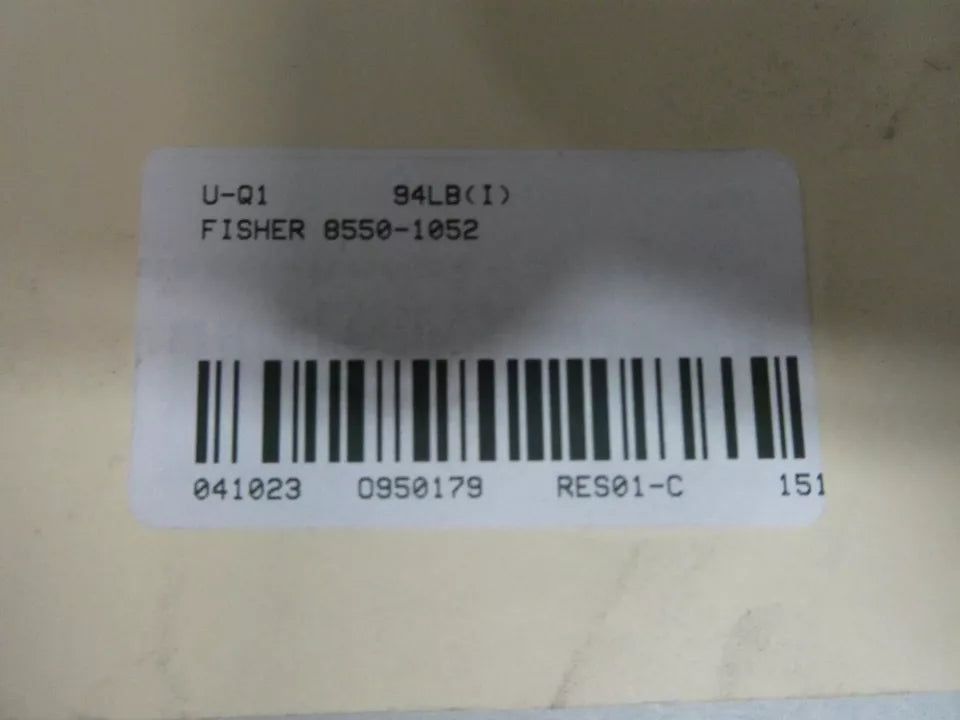 U-Q1 94LB(I)
FISHER 8550-1052
041023 0950179 RES01-C 151